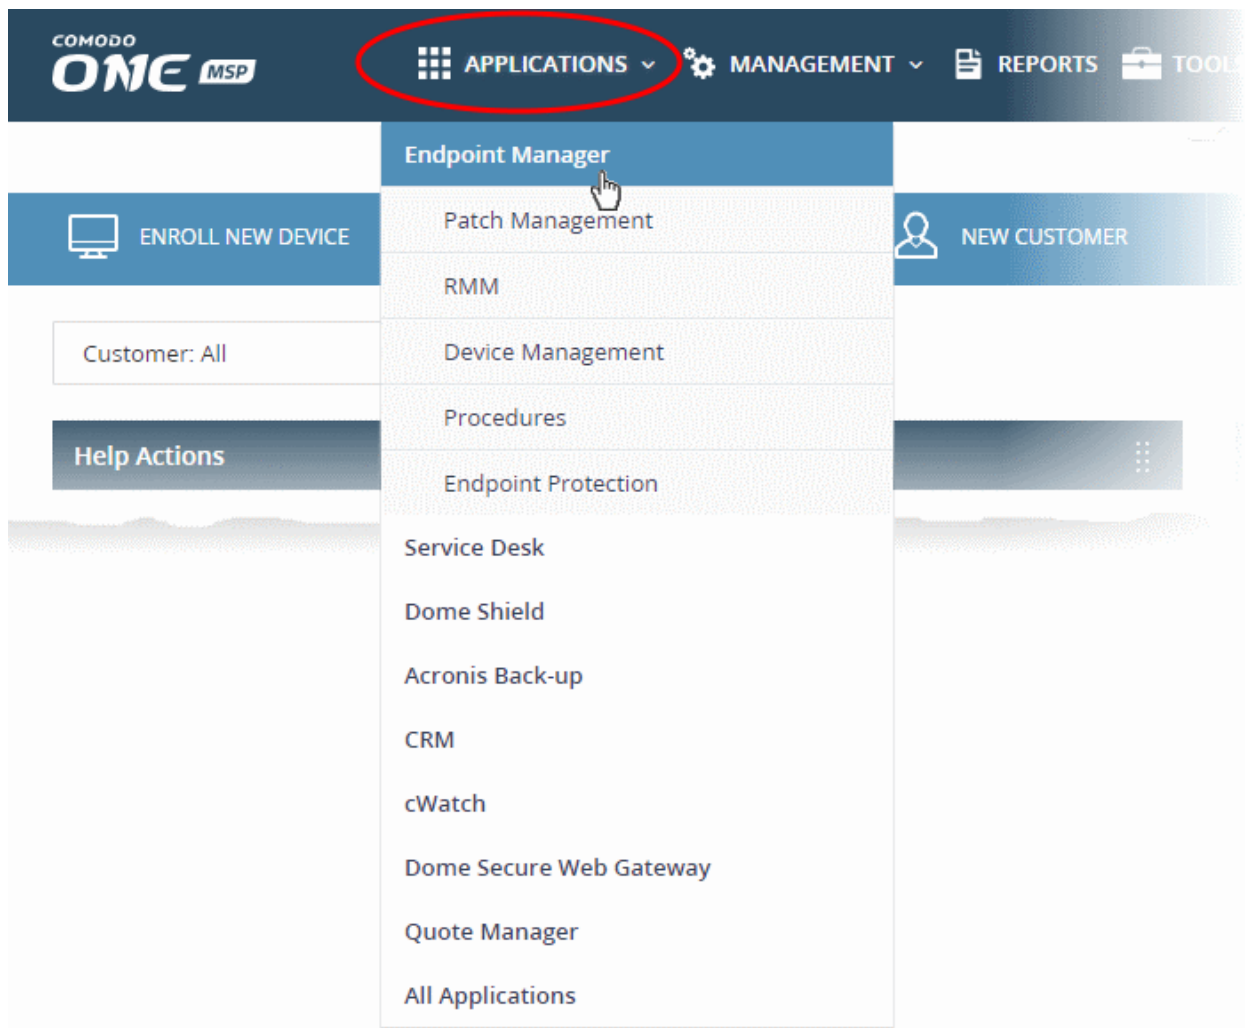 COMODO
ONE MSP
APPLICATIONS
MANAGEMENT
REPORTS
TOOLS
Endpoint Manager
Patch Management
RMM
Device Management
Procedures
Endpoint Protection
Service Desk
Dome Shield
Acronis Back-up
CRM
cWatch
Dome Secure Web Gateway
Quote Manager
All Applications
ENROLL NEW DEVICE
NEW CUSTOMER
Customer: All
Help Actions